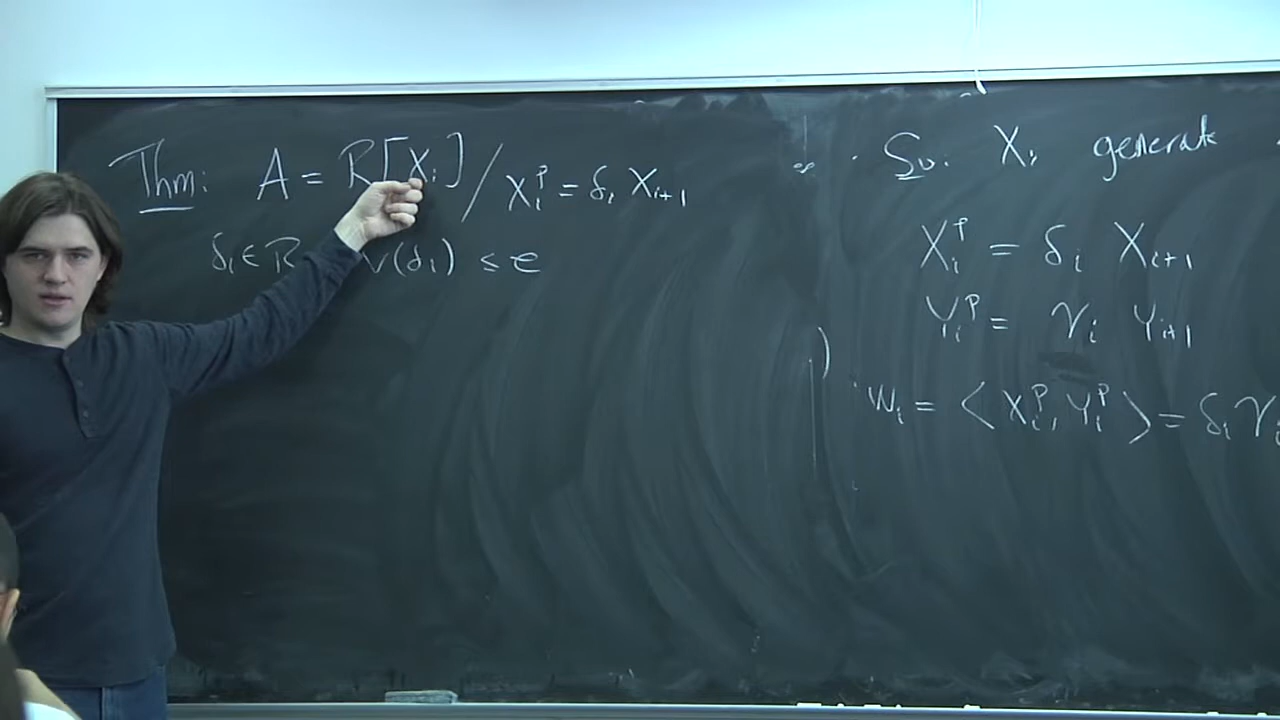 Thm: A = R[X_i] / X_i^p = δ_i X_{i+1}
δ_i ∈ R v(δ_i) ≤ e
So: X_i generate
X_i^p = δ_i X_{i+1}
Y_i^p = γ_i Y_{i+1}
W_i = < X_i^p, Y_i^p > = δ_i γ_i